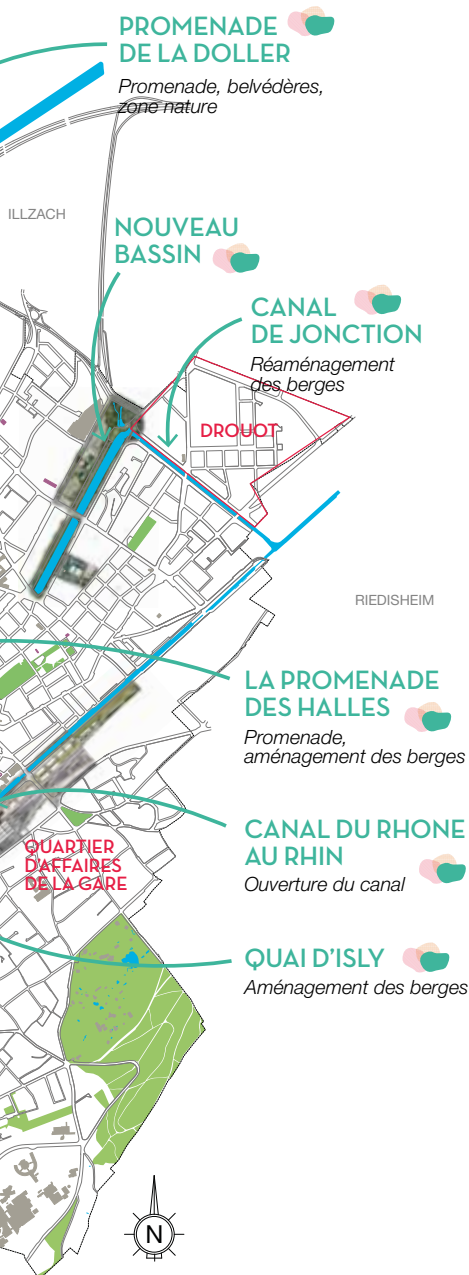 PROMENADE
DE LA DOLLER
Promenade, belvédères,
zone nature
ILLZACH
NOUVEAU
BASSIN
CANAL
DE JONCTION
Réaménagement
des berges
DROUOT
RIEDISHEIM
LA PROMENADE
DES HALLES
Promenade,
aménagement des berges
CANAL DU RHONE
AU RHIN
Ouverture du canal
QUARTIER
D'AFFAIRES
DE LA GARE
QUAI D'ISLY
Aménagement des berges
N